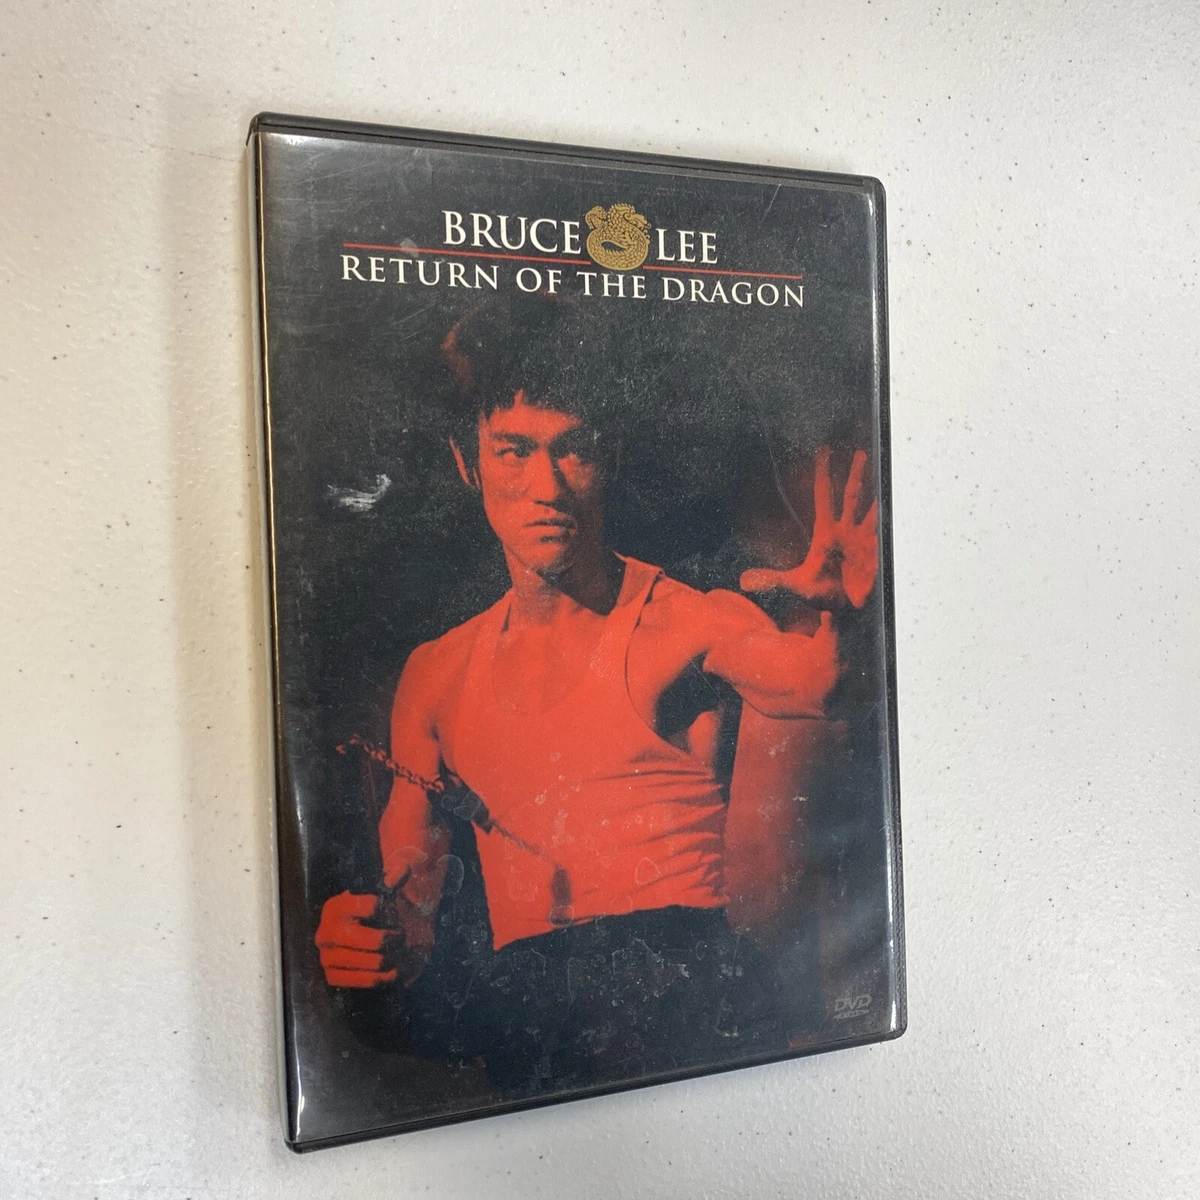 BRUCE LEE
RETURN OF THE DRAGON
DVD